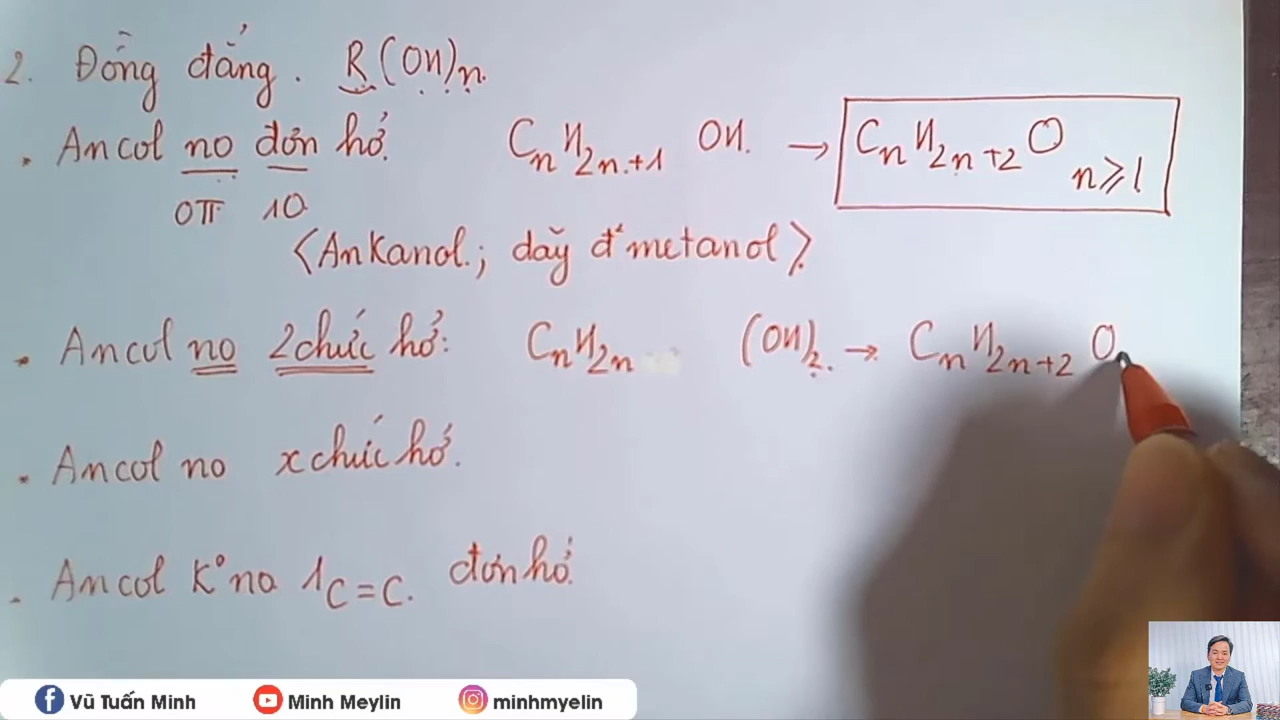 2. Đồng đẳng. R(OH)n.
. Ancol no đơn hở. CnH2n+1 OH. → CnH2n+2O n≥1
0π 1O
<Ankanol.; dãy đ² metanol>
. Ancol no 2chức hở: CnH2n (OH)2. → CnH2n+2 O
. Ancol no x chức hở.
. Ancol K° no 1C=C. đơn hở.
Vũ Tuấn Minh Minh Meylin minhmyelin